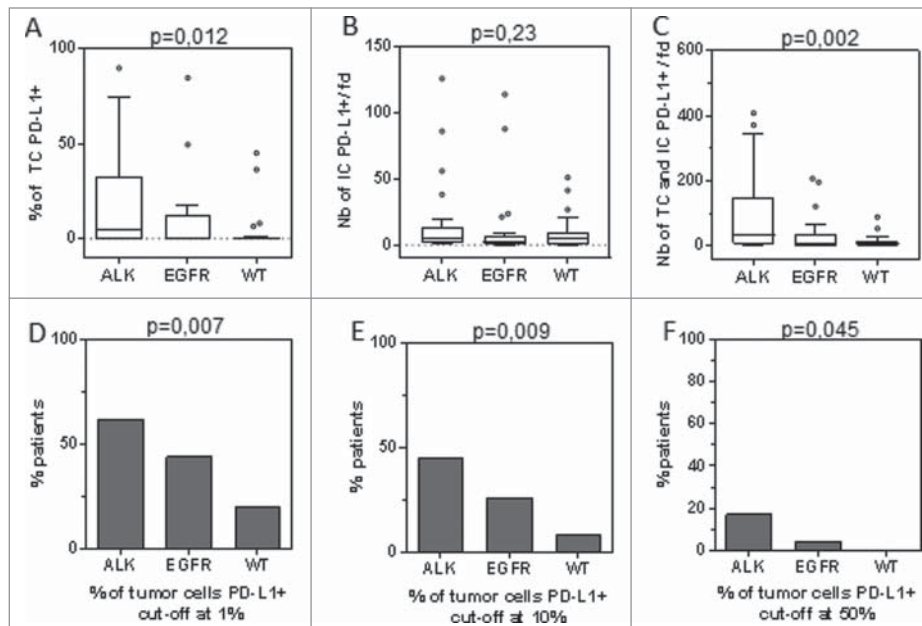 A
p=0,012
100
50
0
% of TC PD-L1+
ALK EGFR WT
B
p=0,23
150
100
50
0
Nb of IC PD-L1+/fd
ALK EGFR WT
C
p=0,002
600
400
200
0
Nb of TC and IC PD-L1+/fd
ALK EGFR WT
D
p=0,007
100
50
0
% patients
ALK EGFR WT
% of tumor cells PD-L1+
cut-off at 1%
E
p=0,009
100
50
0
% patients
ALK EGFR WT
% of tumor cells PD-L1+
cut-off at 10%
F
p=0,045
100
80
60
40
20
0
% patients
ALK EGFR WT
% of tumor cells PD-L1+
cut-off at 50%